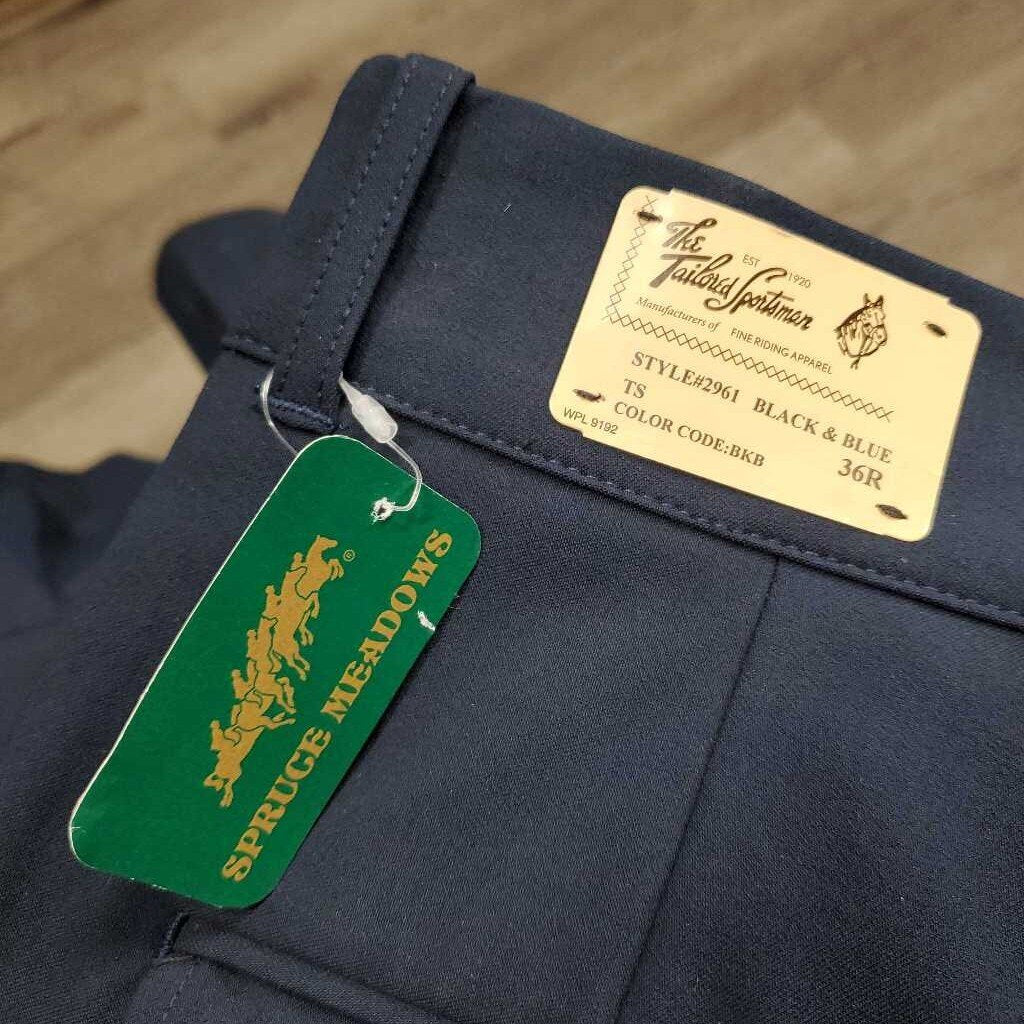 The
EST 1920
Tailored Sportsman
Manufacturers of FINE RIDING APPAREL
STYLE#2961 BLACK & BLUE
TS
COLOR CODE:BKB 36R
WPL 9192
®
SPRUCE MEADOWS